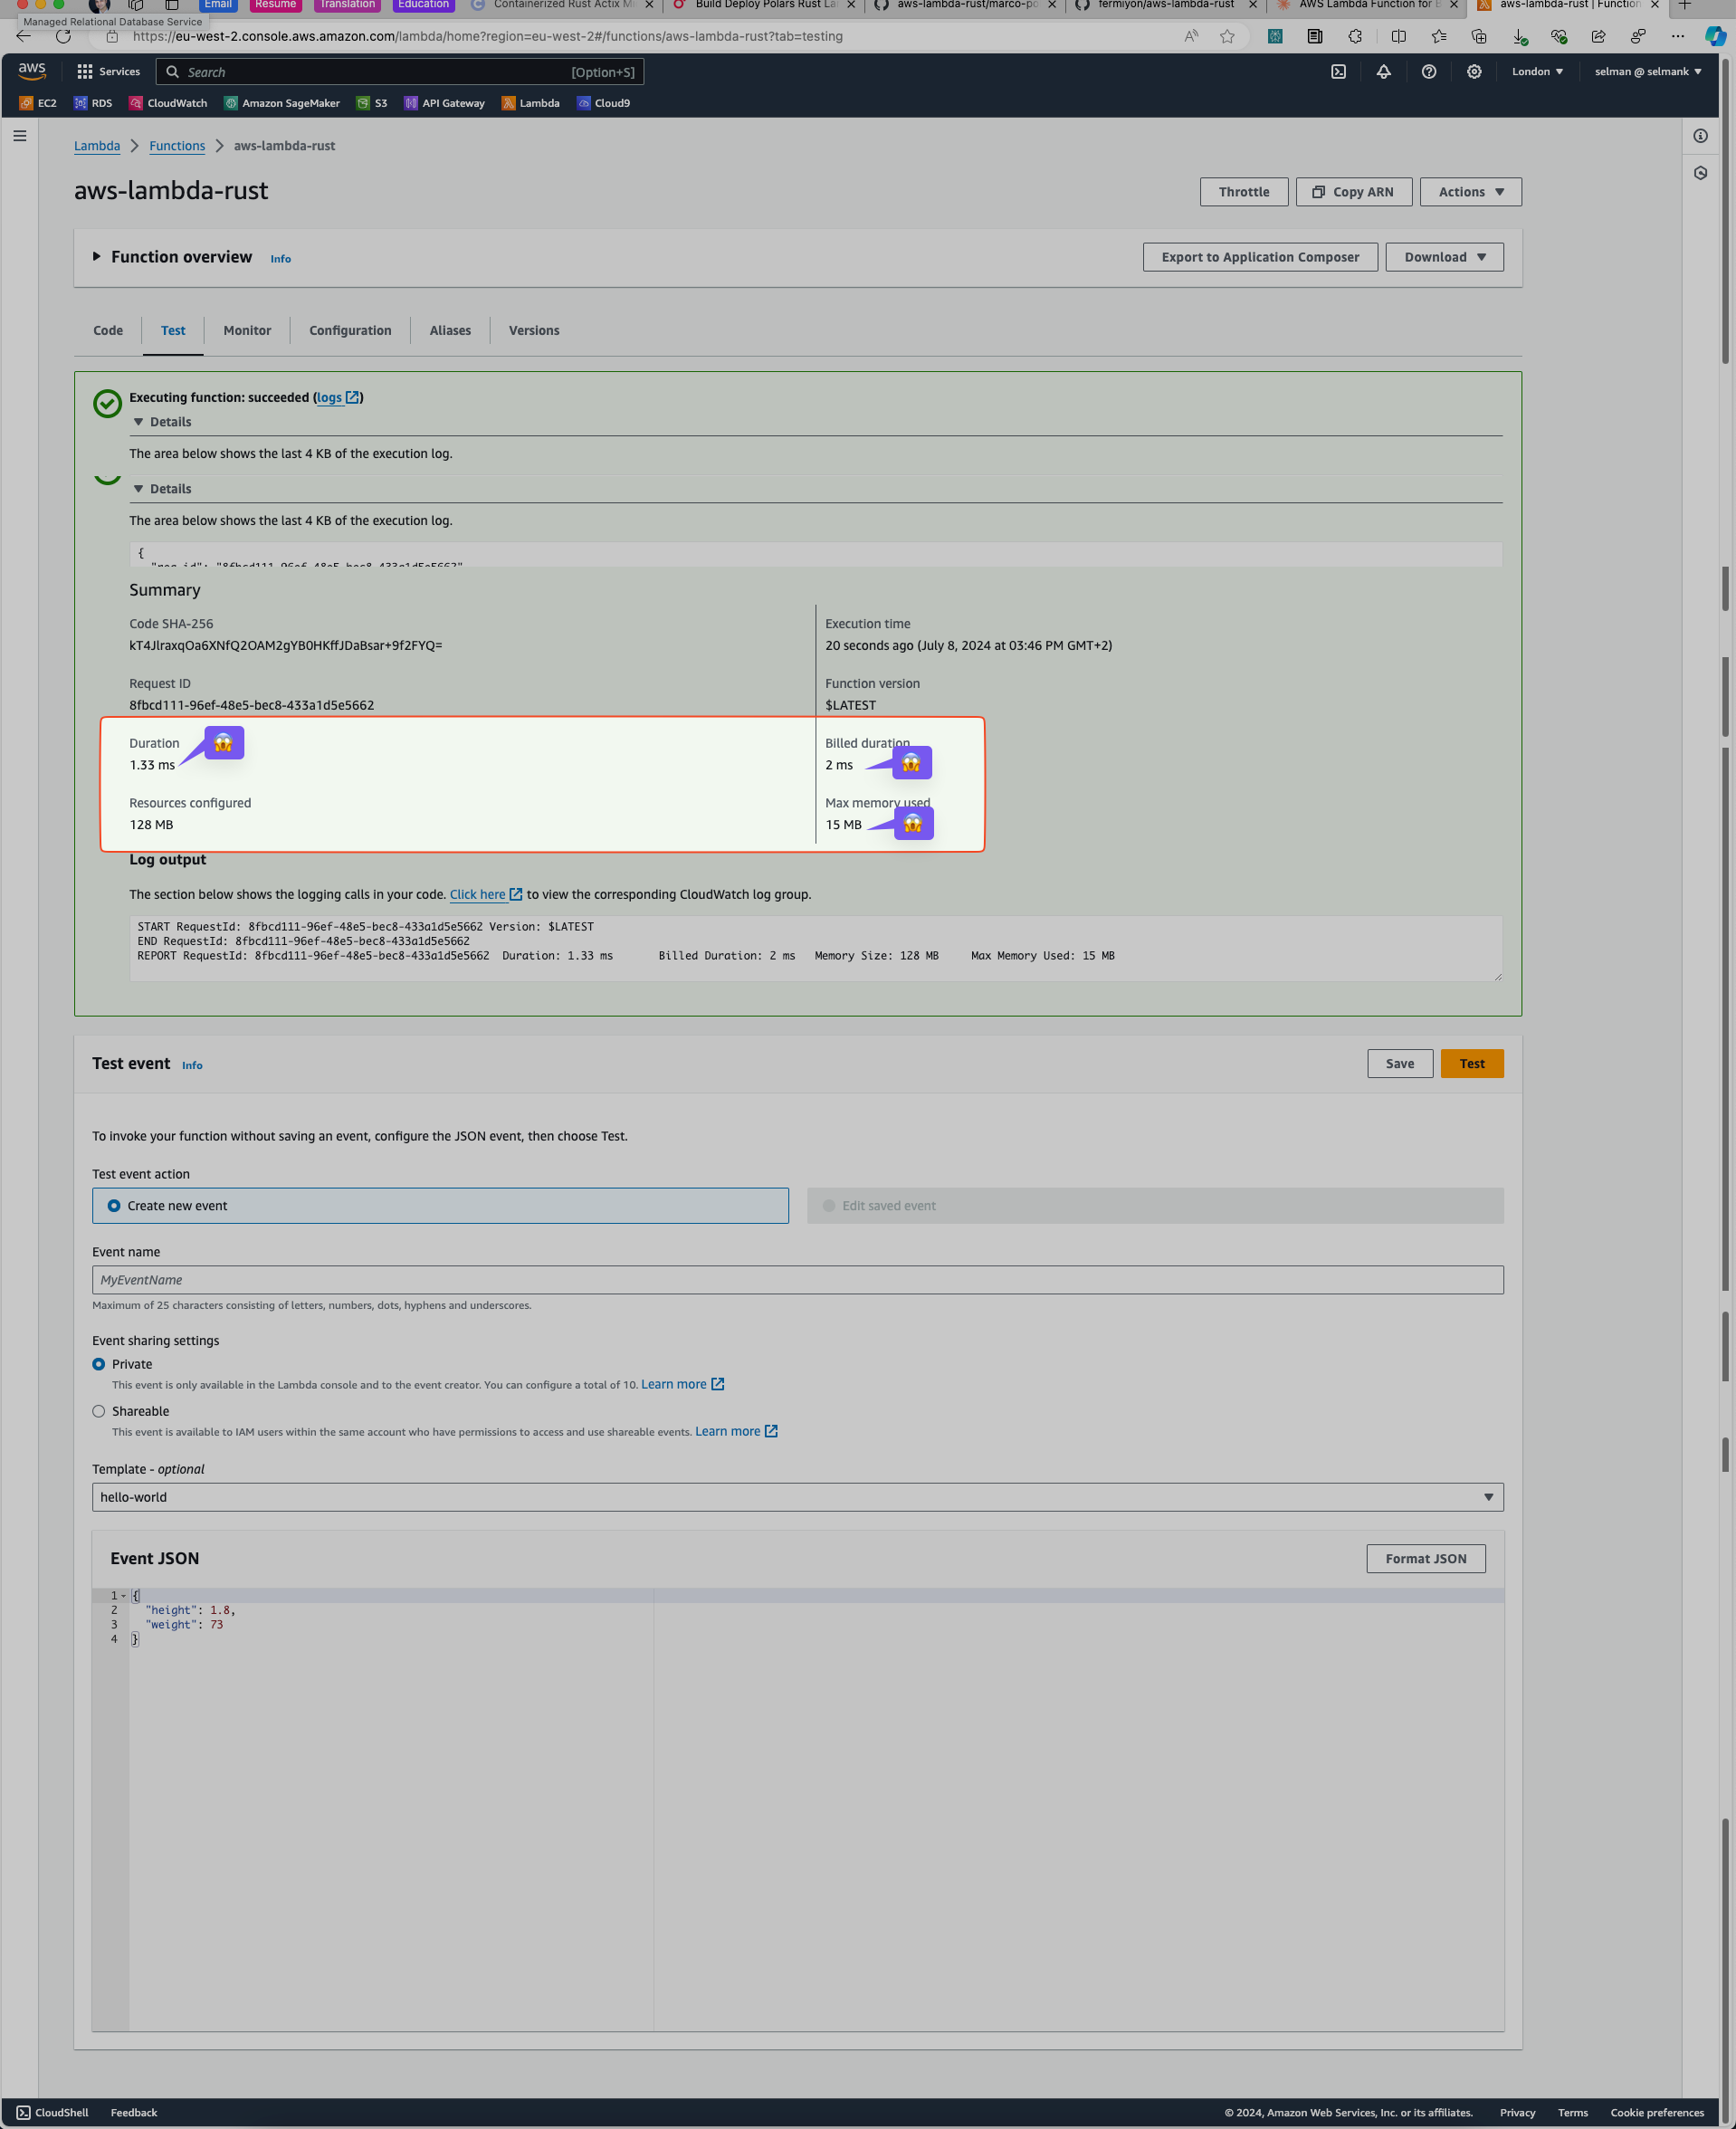 Email
Resume
Translation
Education
Containerized Rust Actix Mi
Build Deploy Polars Rust La
aws-lambda-rust/marco-po
fermiyon/aws-lambda-rust
AWS Lambda Function for B
aws-lambda-rust | Function
Managed Relational Database Service
https://eu-west-2.console.aws.amazon.com/lambda/home?region=eu-west-2#/functions/aws-lambda-rust?tab=testing
aws
Services
Search
[Option+S]
London
selman @ selmank
EC2
RDS
CloudWatch
Amazon SageMaker
S3
API Gateway
Lambda
Cloud9
Lambda > Functions > aws-lambda-rust
aws-lambda-rust
Throttle
Copy ARN
Actions
Function overview Info
Export to Application Composer
Download
Code
Test
Monitor
Configuration
Aliases
Versions
Executing function: succeeded (logs)
Details
The area below shows the last 4 KB of the execution log.
Details
The area below shows the last 4 KB of the execution log.
{
"req_id": "8fbcd111-96ef-48e5-bec8-433a1d5e5662"
Summary
Code SHA-256
Execution time
kT4JlraxqOa6XNfQ2OAM2gYB0HKffJDaBsar+9f2FYQ=
20 seconds ago (July 8, 2024 at 03:46 PM GMT+2)
Request ID
Function version
8fbcd111-96ef-48e5-bec8-433a1d5e5662
$LATEST
Duration
Billed duration
1.33 ms
2 ms
Resources configured
Max memory used
128 MB
15 MB
Log output
The section below shows the logging calls in your code. Click here to view the corresponding CloudWatch log group.
START RequestId: 8fbcd111-96ef-48e5-bec8-433a1d5e5662 Version: $LATEST
END RequestId: 8fbcd111-96ef-48e5-bec8-433a1d5e5662
REPORT RequestId: 8fbcd111-96ef-48e5-bec8-433a1d5e5662 Duration: 1.33 ms Billed Duration: 2 ms Memory Size: 128 MB Max Memory Used: 15 MB
Test event Info
Save
Test
To invoke your function without saving an event, configure the JSON event, then choose Test.
Test event action
Create new event
Edit saved event
Event name
MyEventName
Maximum of 25 characters consisting of letters, numbers, dots, hyphens and underscores.
Event sharing settings
Private
This event is only available in the Lambda console and to the event creator. You can configure a total of 10. Learn more
Shareable
This event is available to IAM users within the same account who have permissions to access and use shareable events. Learn more
Template - optional
hello-world
Event JSON
Format JSON
1 {
2 "height": 1.8,
3 "weight": 73
4 }
CloudShell
Feedback
© 2024, Amazon Web Services, Inc. or its affiliates.
Privacy
Terms
Cookie preferences